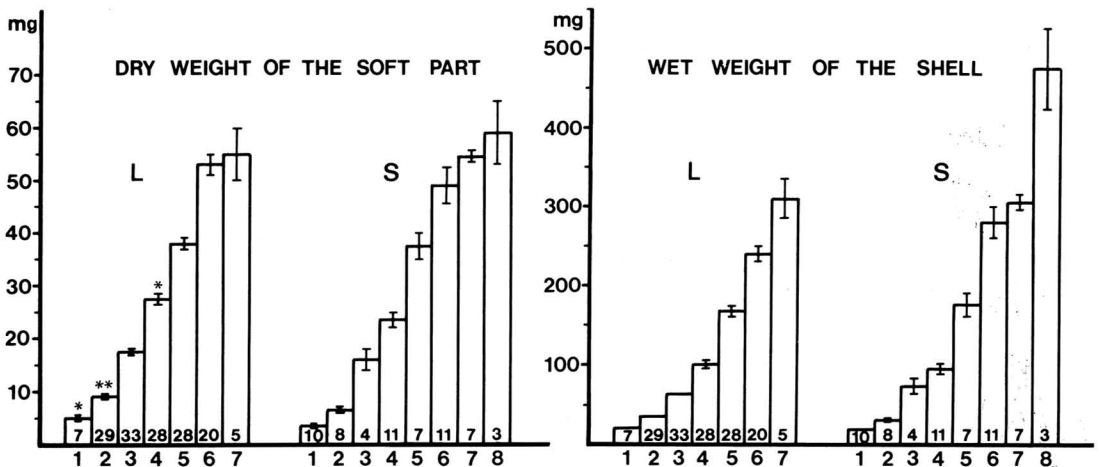 mg
DRY WEIGHT OF THE SOFT PART
70
60
50
40
30
20
10
L
S
*
**
*
7 29 33 28 28 20 5
10 8 4 11 7 11 7 3
1 2 3 4 5 6 7
1 2 3 4 5 6 7 8
mg
WET WEIGHT OF THE SHELL
500
400
300
200
100
L
S
7 29 33 28 28 20 5
10 8 4 11 7 11 7 3
1 2 3 4 5 6 7
1 2 3 4 5 6 7 8